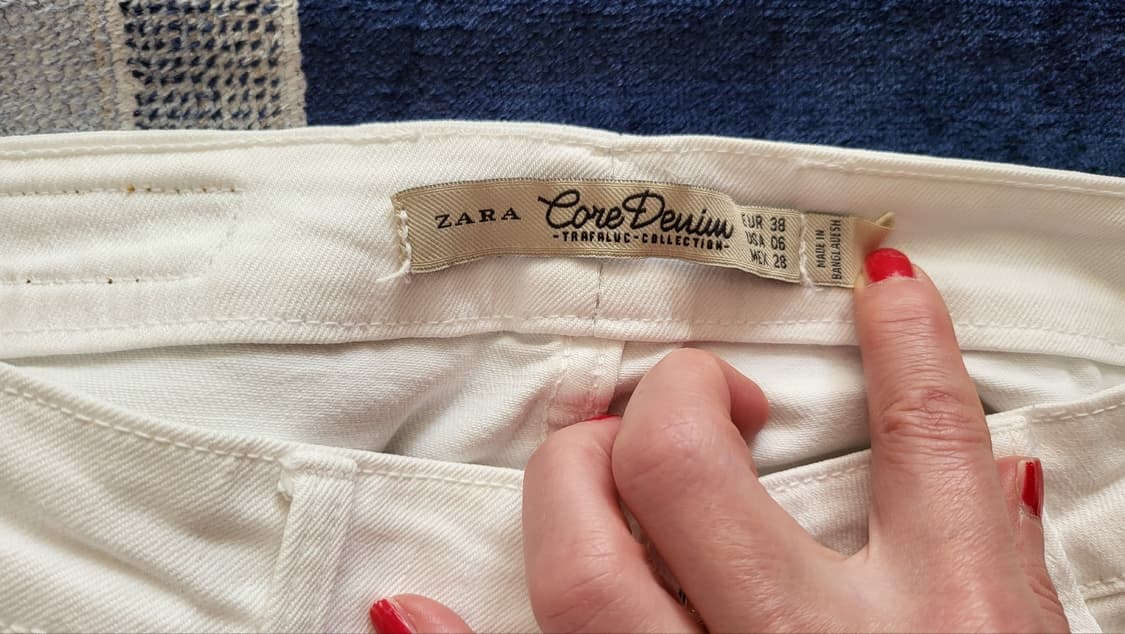 ZARA
Core Denim
-TRAFALUC-COLLECTION-
EUR 38
USA 06
MEX 28
MADE IN
BANGLADESH